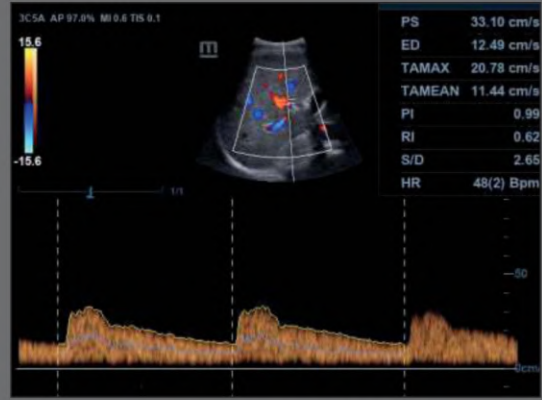 3C5A AP 97.0% MI 0.6 TIS 0.1
15.6
-15.6
m
1/1
PS 33.10 cm/s
ED 12.49 cm/s
TAMAX 20.78 cm/s
TAMEAN 11.44 cm/s
PI 0.99
RI 0.62
S/D 2.65
HR 48(2) Bpm
-50
0cm/